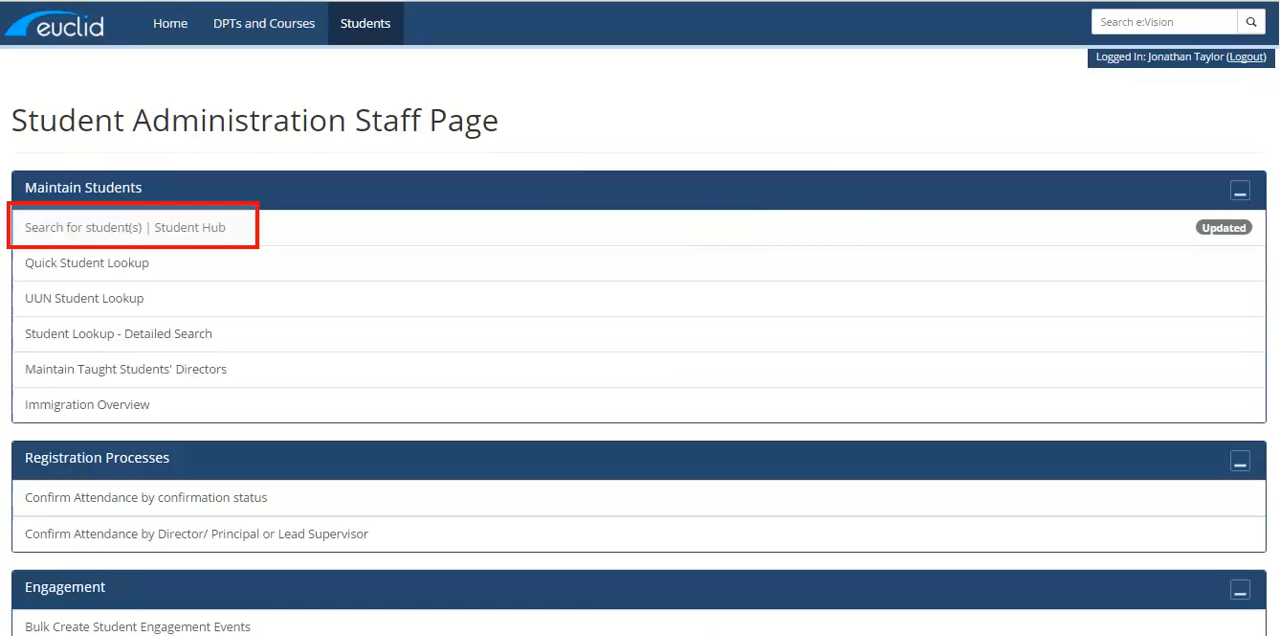 euclid
Home DPTs and Courses Students
Search e:Vision
Logged In: Jonathan Taylor (Logout)
Student Administration Staff Page
Maintain Students
Search for student(s) | Student Hub Updated
Quick Student Lookup
UUN Student Lookup
Student Lookup - Detailed Search
Maintain Taught Students' Directors
Immigration Overview
Registration Processes
Confirm Attendance by confirmation status
Confirm Attendance by Director/ Principal or Lead Supervisor
Engagement
Bulk Create Student Engagement Events